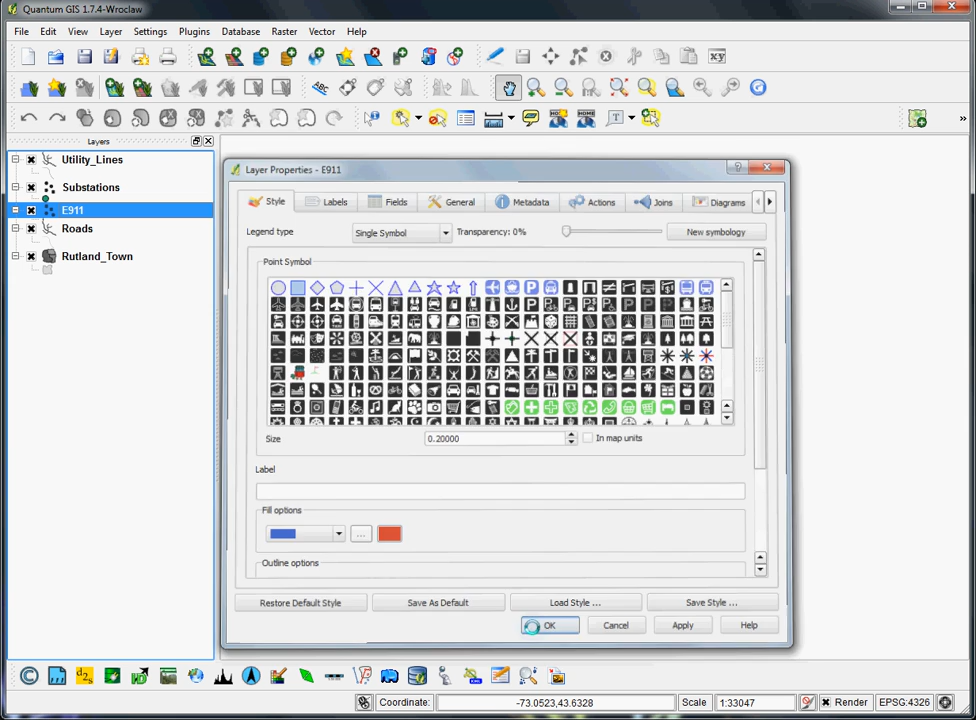 Quantum GIS 1.7.4-Wroclaw
File Edit View Layer Settings Plugins Database Raster Vector Help
Layers
Utility_Lines
Substations
E911
Roads
Rutland_Town
Layer Properties - E911
Style Labels Fields General Metadata Actions Joins Diagrams
Legend type Single Symbol Transparency: 0% New symbology
Point Symbol
Size 0.20000 In map units
Label
Fill options
...
Outline options
Restore Default Style Save As Default Load Style ... Save Style ...
OK Cancel Apply Help
Coordinate: -73.0523,43.6328 Scale 1:33047 Render EPSG:4326